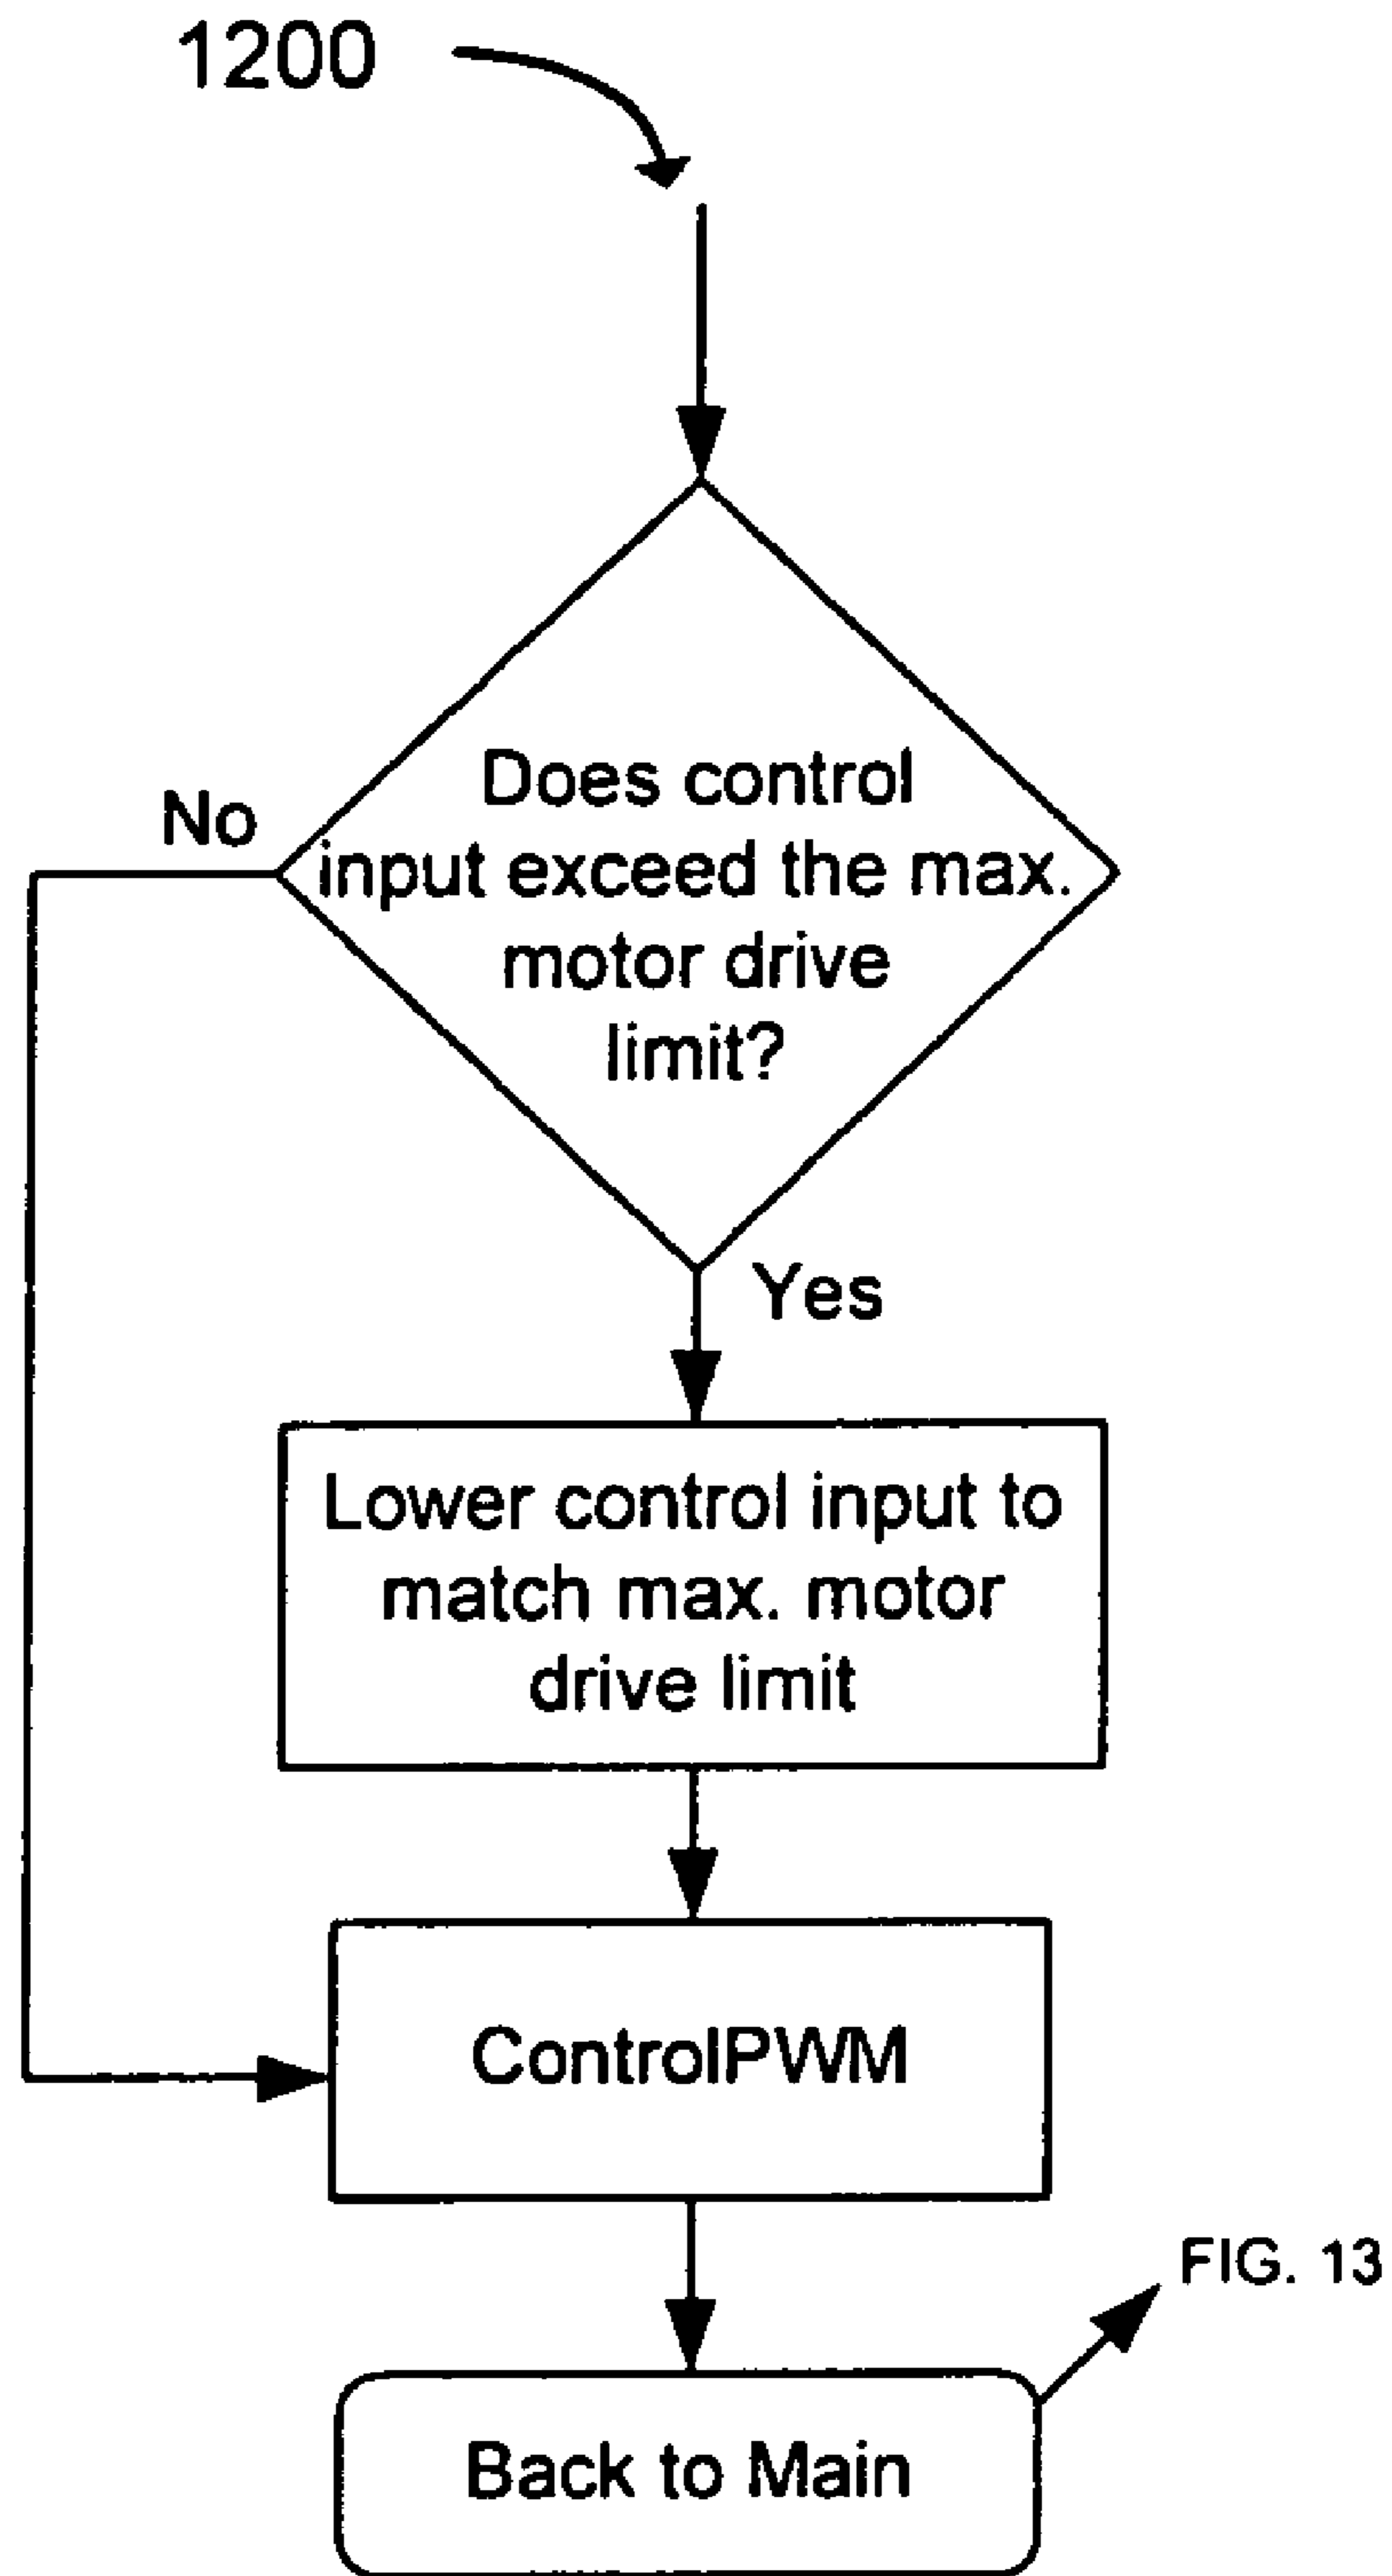 1200
Does control
No
input exceed the max.
motor drive
limit?
Yes
Lower control input to
match max. motor
drive limit
ControlPWM
FIG. 13
Back to Main